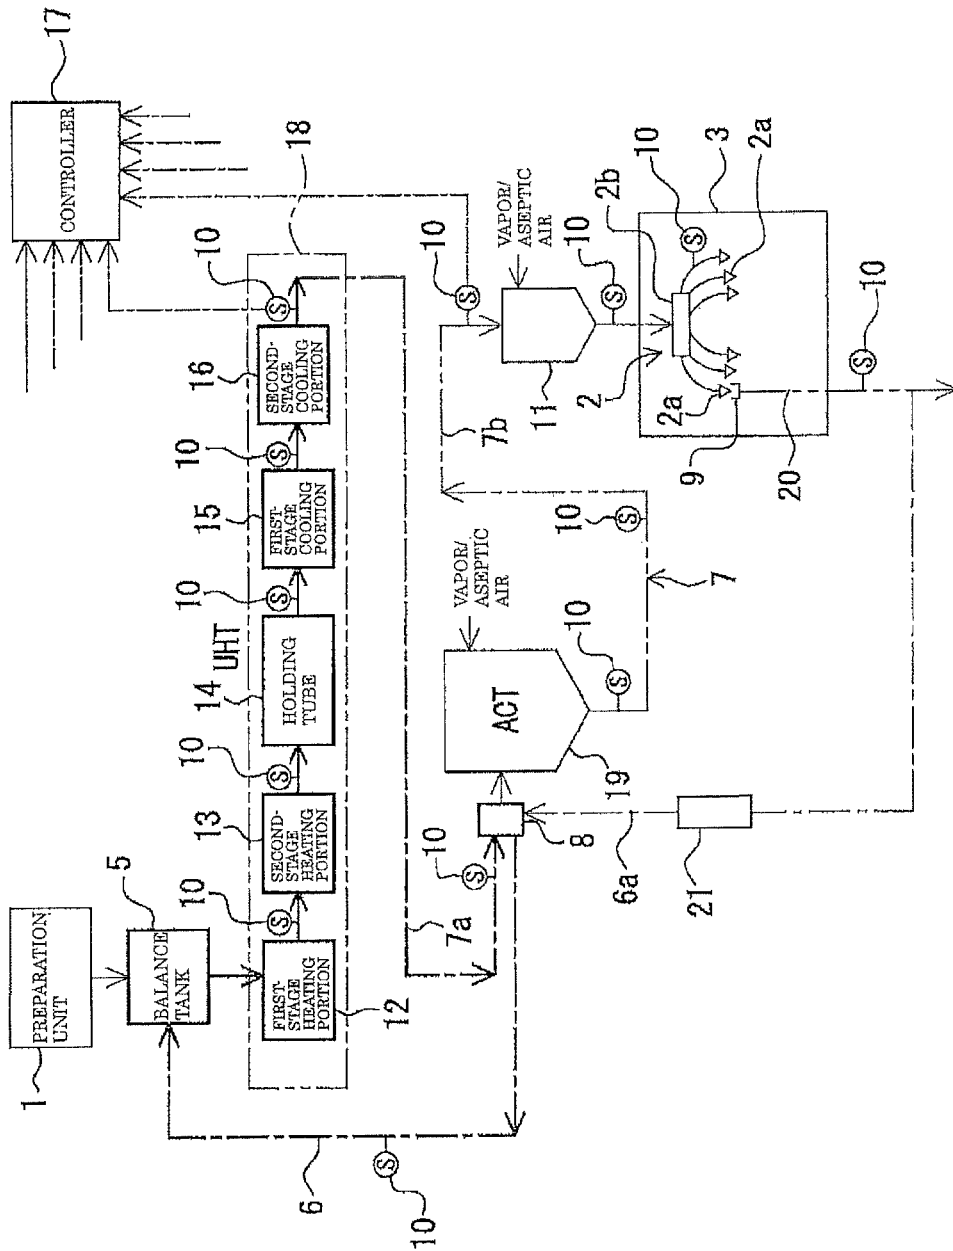 1
PREPARATION
UNIT
5
BALANCE
TANK
17
CONTROLLER
10
S
13
10
S
14
UHT
10
S
15
10
S
16
10
S
18
FIRST-
STAGE
HEATING
PORTION
SECOND-
STAGE
HEATING
PORTION
HOLDING
TUBE
FIRST-
STAGE
COOLING
PORTION
SECOND-
STAGE
COOLING
PORTION
12
6
10
S
7a
10
S
8
ACT
19
VAPOR/
ASEPTIC
AIR
10
S
7
10
S
7b
10
S
VAPOR/
ASEPTIC
AIR
11
10
S
2
2b
10
S
3
2a
2a
9
20
10
S
6a
21